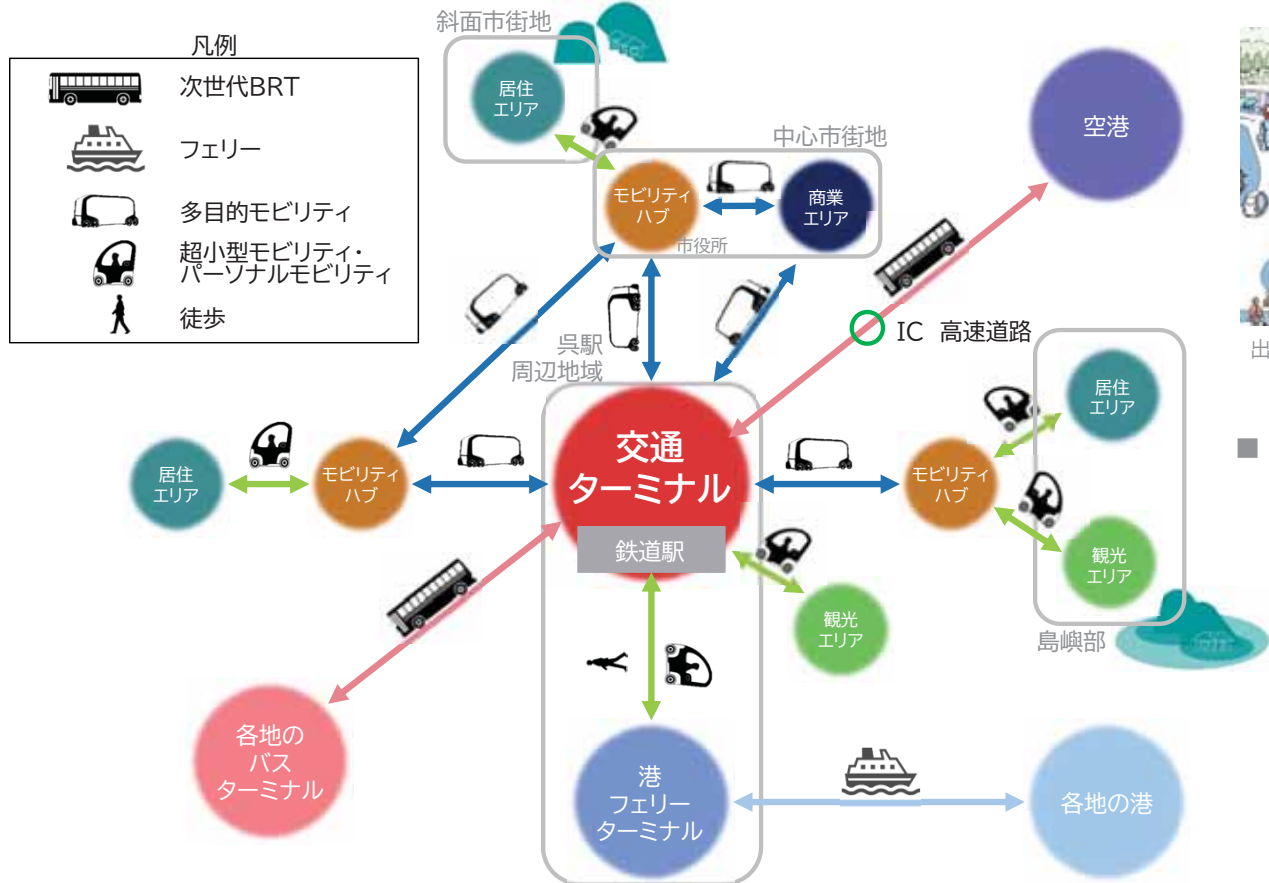 凡例
次世代BRT
フェリー
多目的モビリティ
超小型モビリティ・
パーソナルモビリティ
徒歩
斜面市街地
居住
エリア
中心市街地
モビリティ
ハブ
商業
エリア
市役所
空港
IC 高速道路
呉駅
周辺地域
交通
ターミナル
鉄道駅
居住
エリア
モビリティ
ハブ
モビリティ
ハブ
居住
エリア
観光
エリア
島嶼部
観光
エリア
各地の
バス
ターミナル
港
フェリー
ターミナル
各地の港
出